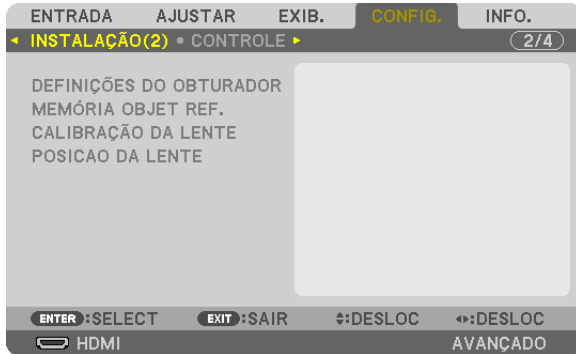 ENTRADA AJUSTAR EXIB. CONFIG. INFO.
INSTALAÇÃO(2) • CONTROLE 2/4
DEFINIÇÕES DO OBTURADOR
MEMÓRIA OBJET REF.
CALIBRAÇÃO DA LENTE
POSICAO DA LENTE
ENTER :SELECT EXIT :SAIR :DESLOC :DESLOC
HDMI AVANÇADO